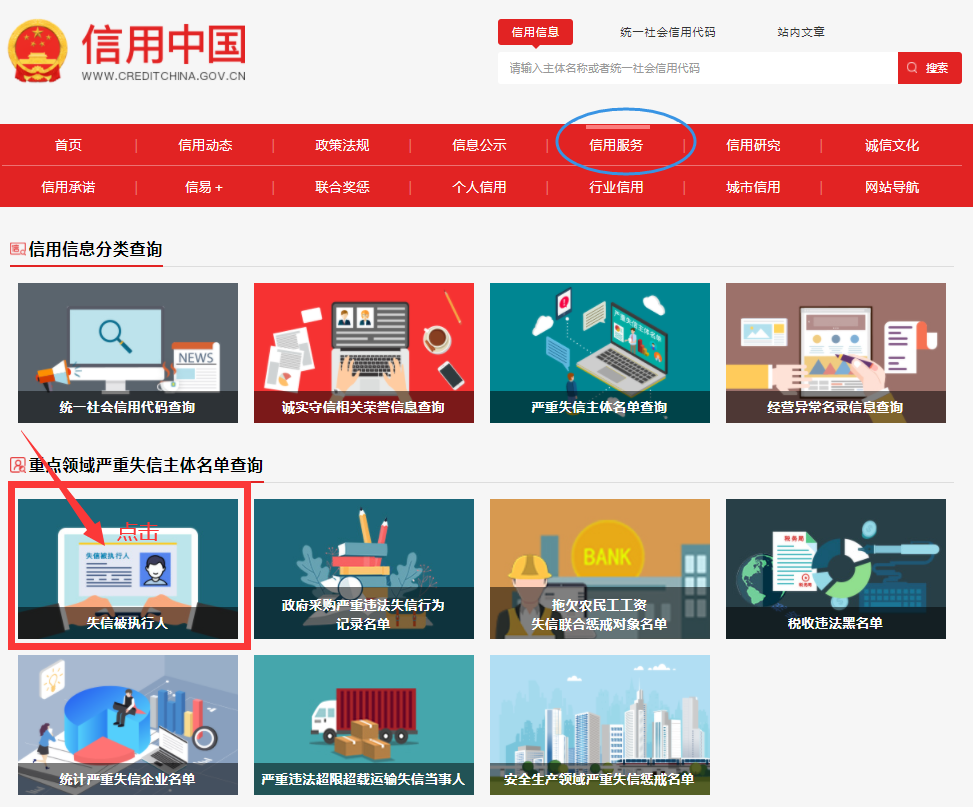 信用中国
WWW.CREDITCHINA.GOV.CN
信用信息 统一社会信用代码 站内文章
请输入主体名称或者统一社会信用代码 搜索
首页 | 信用动态 | 政策法规 | 信息公示 | 信用服务 | 信用研究 | 诚信文化
信用承诺 | 信易+ | 联合奖惩 | 个人信用 | 行业信用 | 城市信用 | 网站导航
信用信息分类查询
NEWS
严重失信主体名单
统一社会信用代码查询
诚实守信相关荣誉信息查询
严重失信主体名单查询
经营异常名录信息查询
重点领域严重失信主体名单查询
点击
失信被执行人
BANK
税务局
失信被执行人
政府采购严重违法失信行为
记录名单
拖欠农民工工资
失信联合惩戒对象名单
税收违法黑名单
统计严重失信企业名单
严重违法超限超载运输失信当事人
安全生产领域严重失信惩戒名单